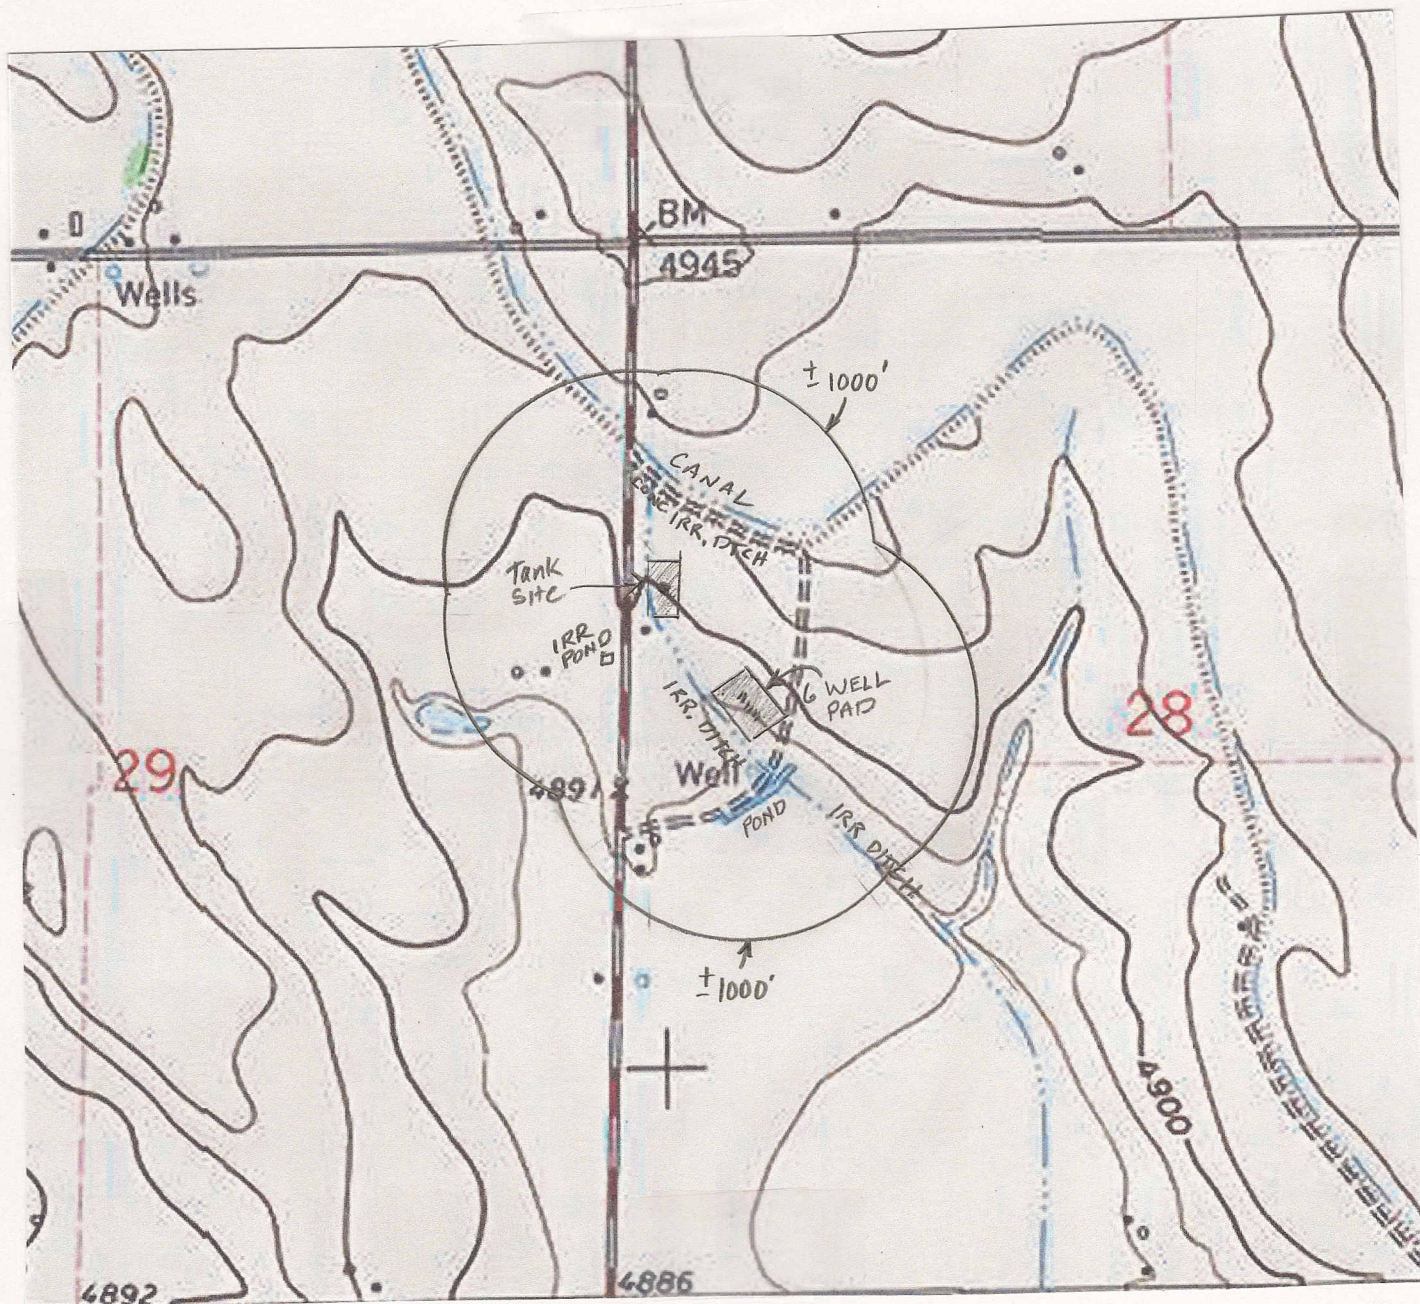 BM
4945
Wells
± 1000'
CANAL
CONC IRR. DITCH
Tank
Site
IRR
POND
6 WELL
PAD
28
IRR. DITCH
29
Well
4897
POND
IRR DITCH
± 1000'
4900
4892
4886